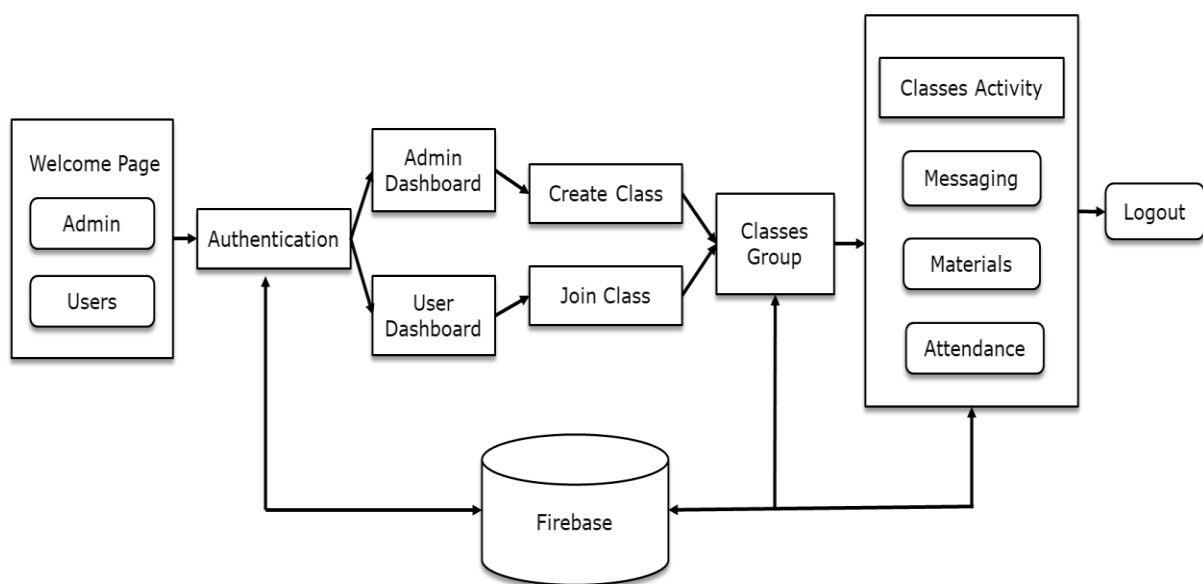 Welcome Page
Admin
Users
Authentication
Admin
Dashboard
User
Dashboard
Create Class
Join Class
Classes
Group
Classes Activity
Messaging
Materials
Attendance
Logout
Firebase